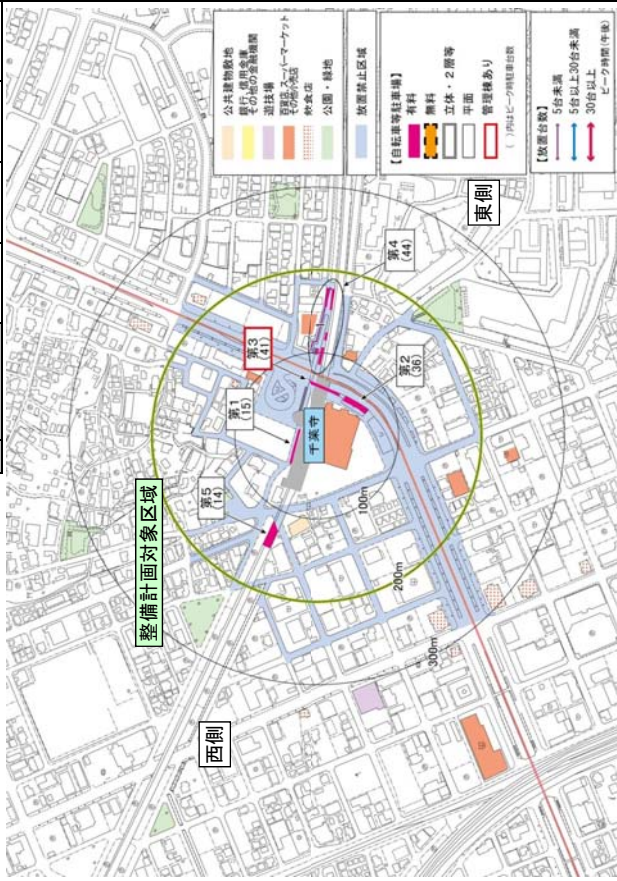 整備計画対象区域
西側
東側
千葉寺
第5
(14)
第1
(15)
第3
(41)
第2
(36)
第4
(44)
100m
200m
300m
公共建物敷地
銀行、信用金庫
その他の金融機関
遊技場
百貨店、スーパーマーケット
その他小売店
飲食店
公園・緑地
放置禁止区域
【自転車等駐車場】
有料
無料
立体・2層等
平面
管理棟あり
( )内はピーク時駐車台数
【放置台数】
5台未満
5台以上30台未満
30台以上
ピーク時間(午後)